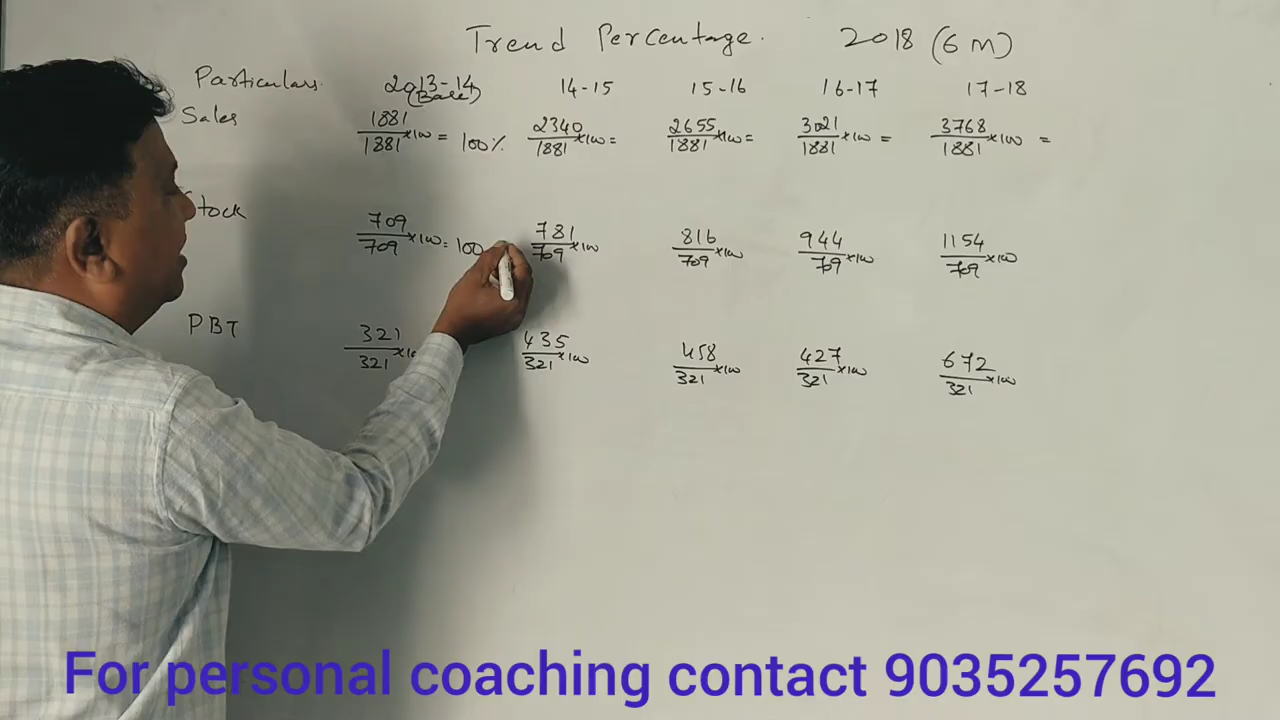 Trend Percentage. 2018 (6 M)
Particulars 2013-14 14-15 15-16 16-17 17-18
(Base)
Sales 1881/1881 ×100 = 100% 2340/1881 ×100 = 2655/1881 ×100 = 3021/1881 ×100 = 3768/1881 ×100 =
Stock 709/709 ×100 = 100 781/709 ×100 816/709 ×100 944/709 ×100 1154/709 ×100
PBT 321/321 ×10 435/321 ×100 458/321 ×100 427/321 ×100 672/321 ×100
For personal coaching contact 9035257692